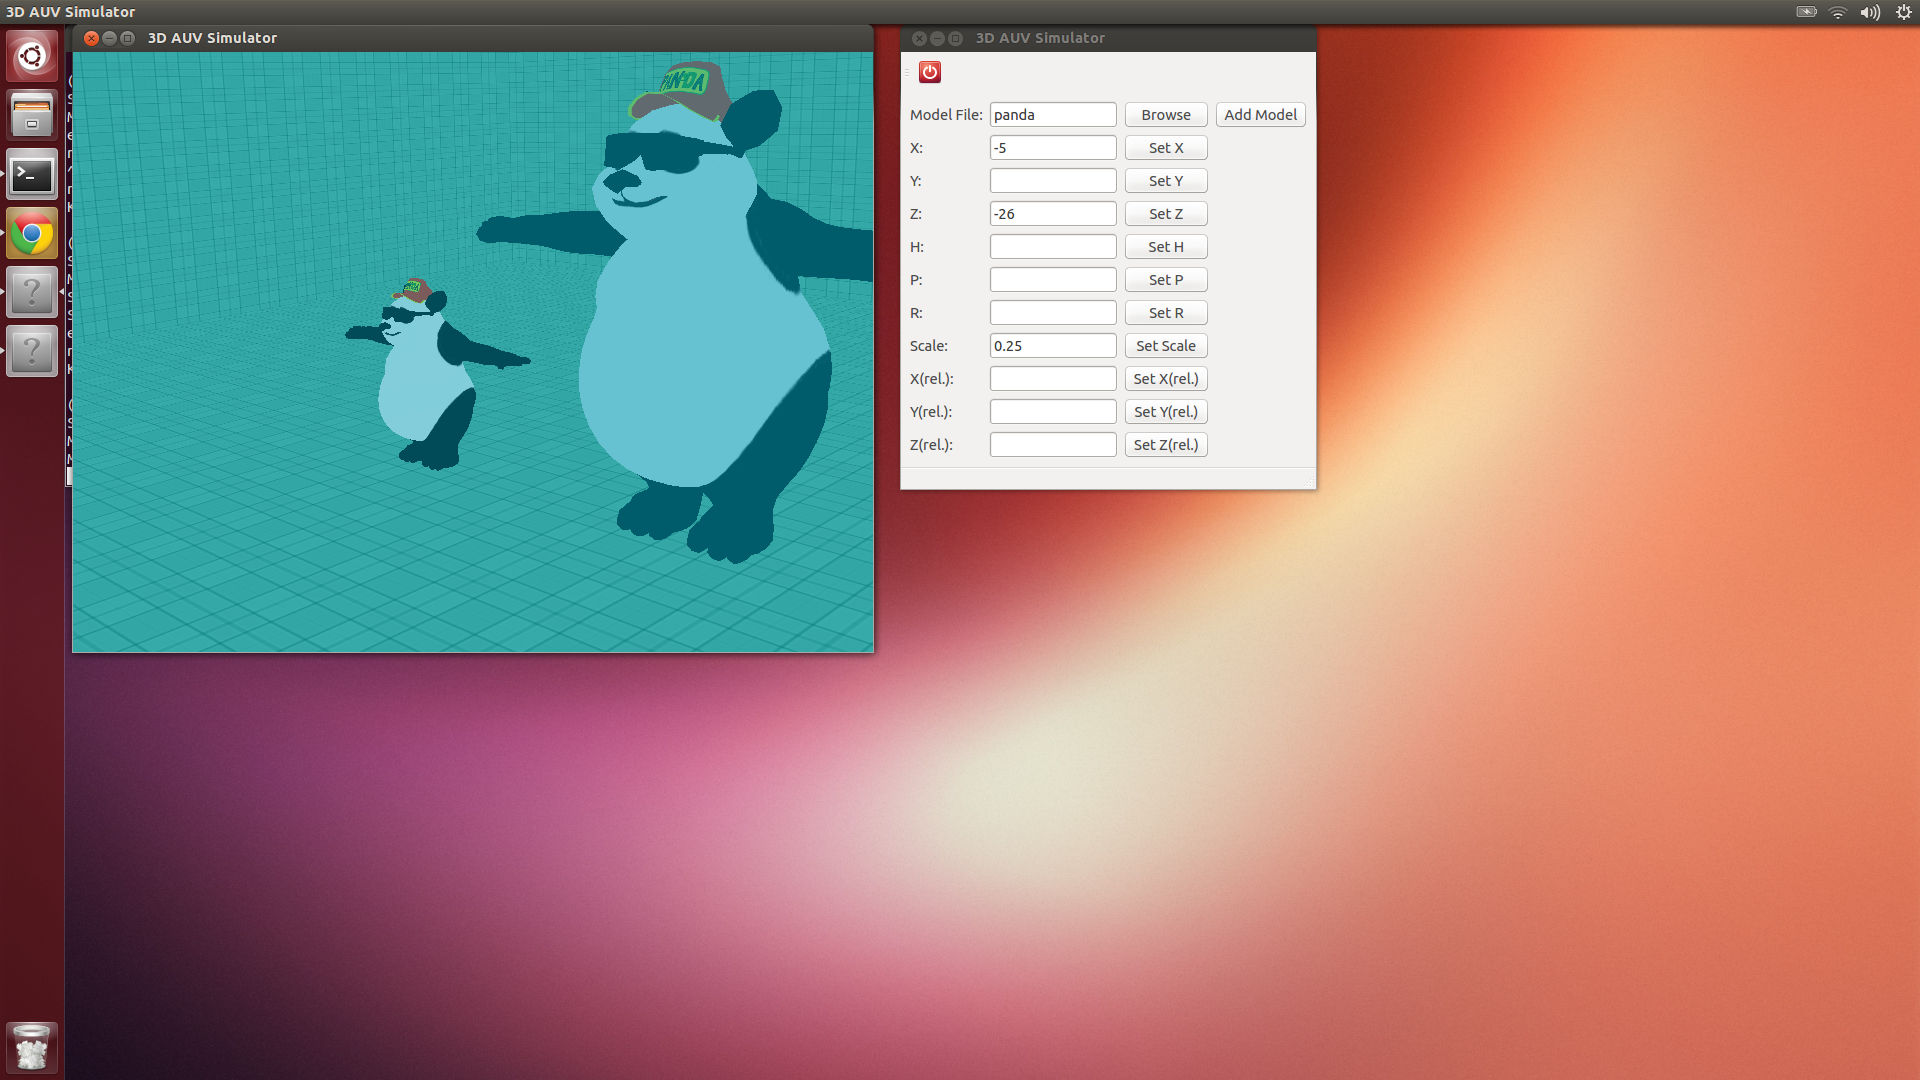 3D AUV Simulator
3D AUV Simulator
PANDA
3D AUV Simulator
Model File: panda Browse Add Model
X: -5 Set X
Y: Set Y
Z: -26 Set Z
H: Set H
P: Set P
R: Set R
Scale: 0.25 Set Scale
X(rel.): Set X(rel.)
Y(rel.): Set Y(rel.)
Z(rel.): Set Z(rel.)